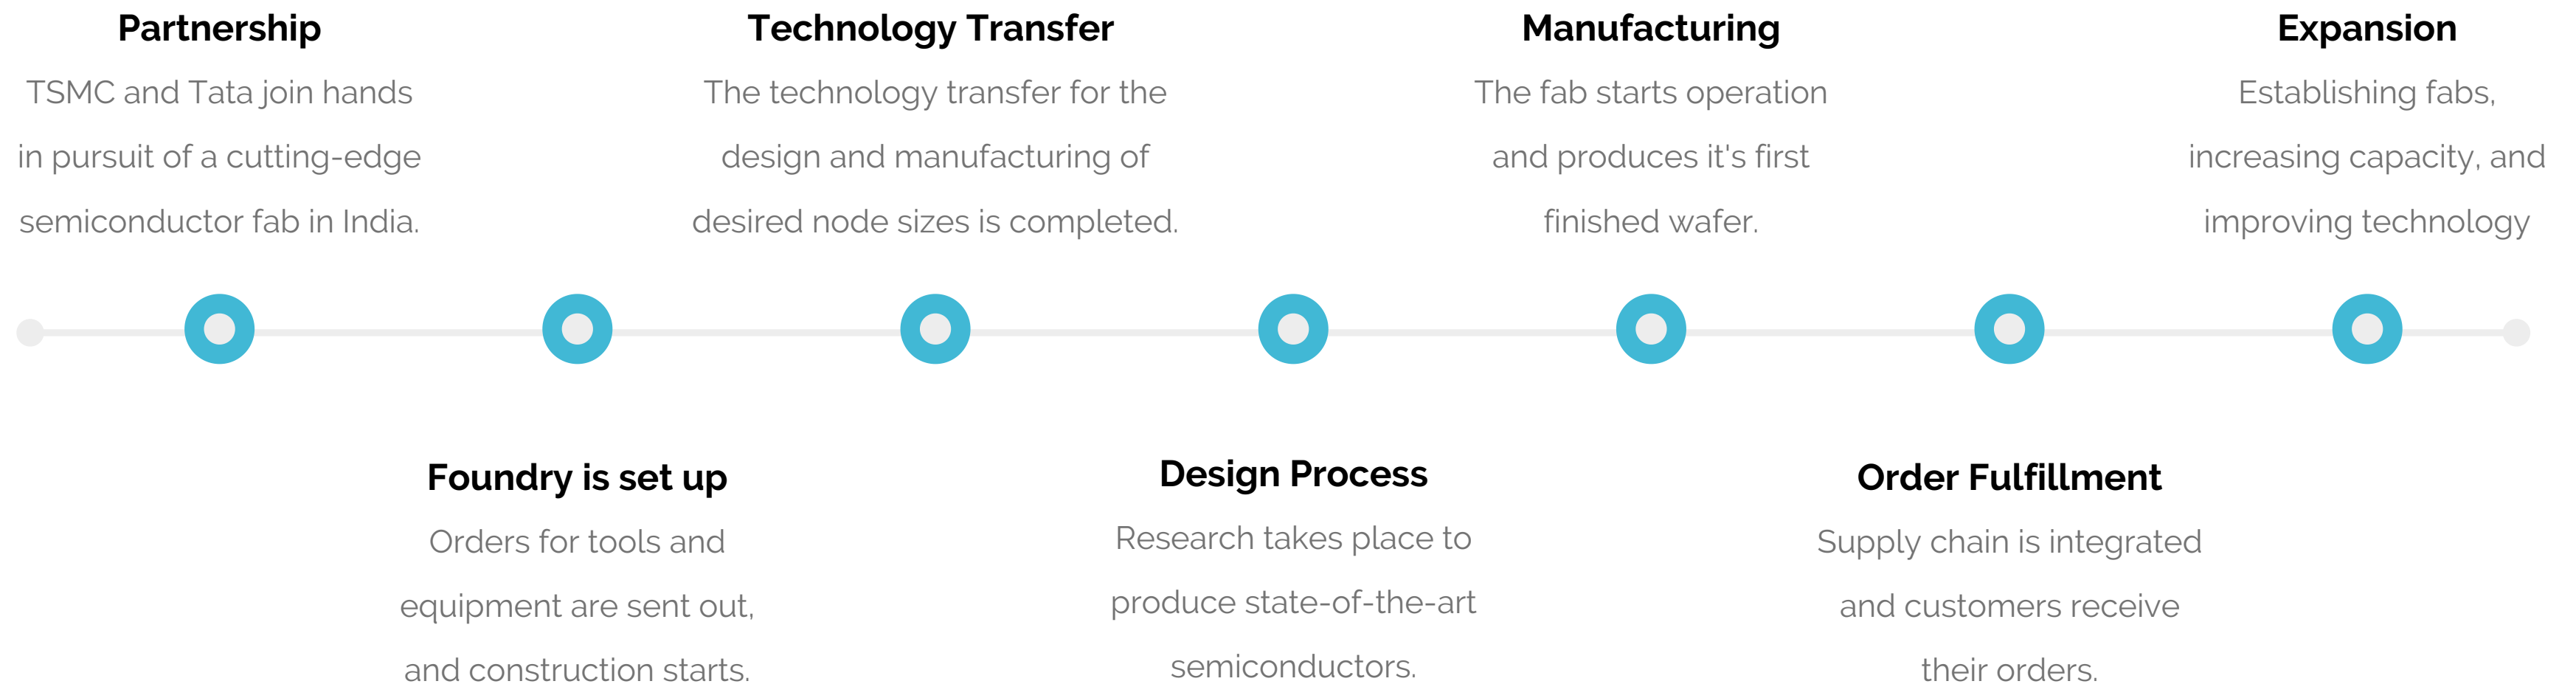 Partnership
TSMC and Tata join hands
in pursuit of a cutting-edge
semiconductor fab in India.
Foundry is set up
Orders for tools and
equipment are sent out,
and construction starts.
Technology Transfer
The technology transfer for the
design and manufacturing of
desired node sizes is completed.
Design Process
Research takes place to
produce state-of-the-art
semiconductors.
Manufacturing
The fab starts operation
and produces it's first
finished wafer.
Order Fulfillment
Supply chain is integrated
and customers receive
their orders.
Expansion
Establishing fabs,
increasing capacity, and
improving technology